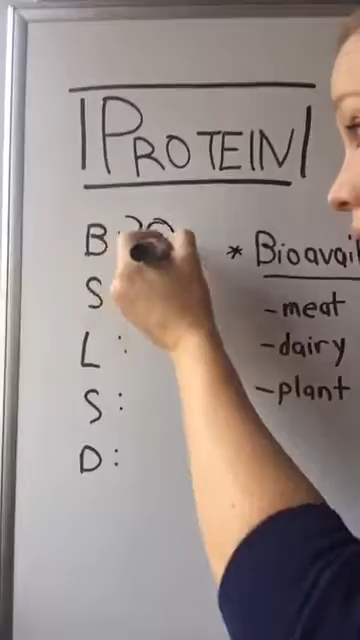 PROTEIN
B:
S
L :
S :
D :
* Bioavail
- meat
- dairy
- plant